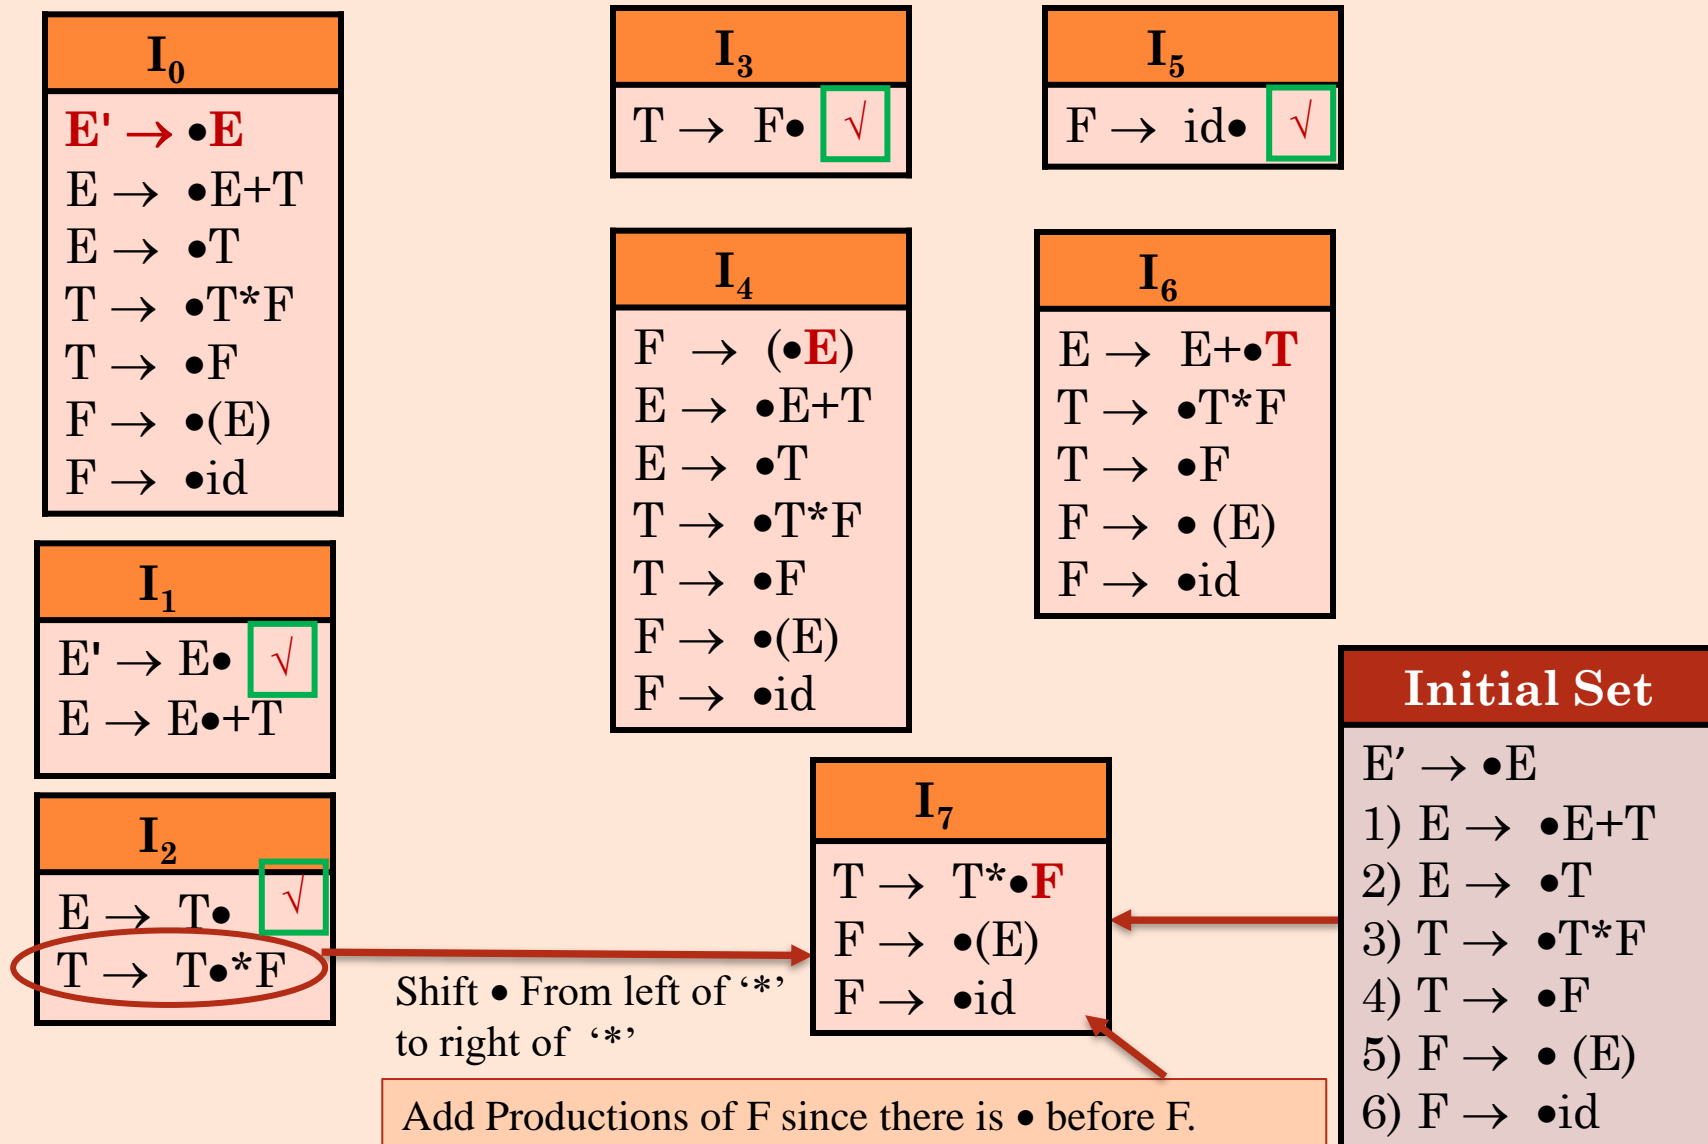 I₀
E' → •E
E → •E+T
E → •T
T → •T*F
T → •F
F → •(E)
F → •id
I₁
E' → E• √
E → E•+T
I₂
E → T• √
T → T•*F
I₃
T → F• √
I₄
F → (•E)
E → •E+T
E → •T
T → •T*F
T → •F
F → •(E)
F → •id
I₅
F → id• √
I₆
E → E+•T
T → •T*F
T → •F
F → • (E)
F → •id
Shift • From left of ‘*’
to right of ‘*’
I₇
T → T*•F
F → •(E)
F → •id
Add Productions of F since there is • before F.
Initial Set
E′ → •E
1) E → •E+T
2) E → •T
3) T → •T*F
4) T → •F
5) F → • (E)
6) F → •id